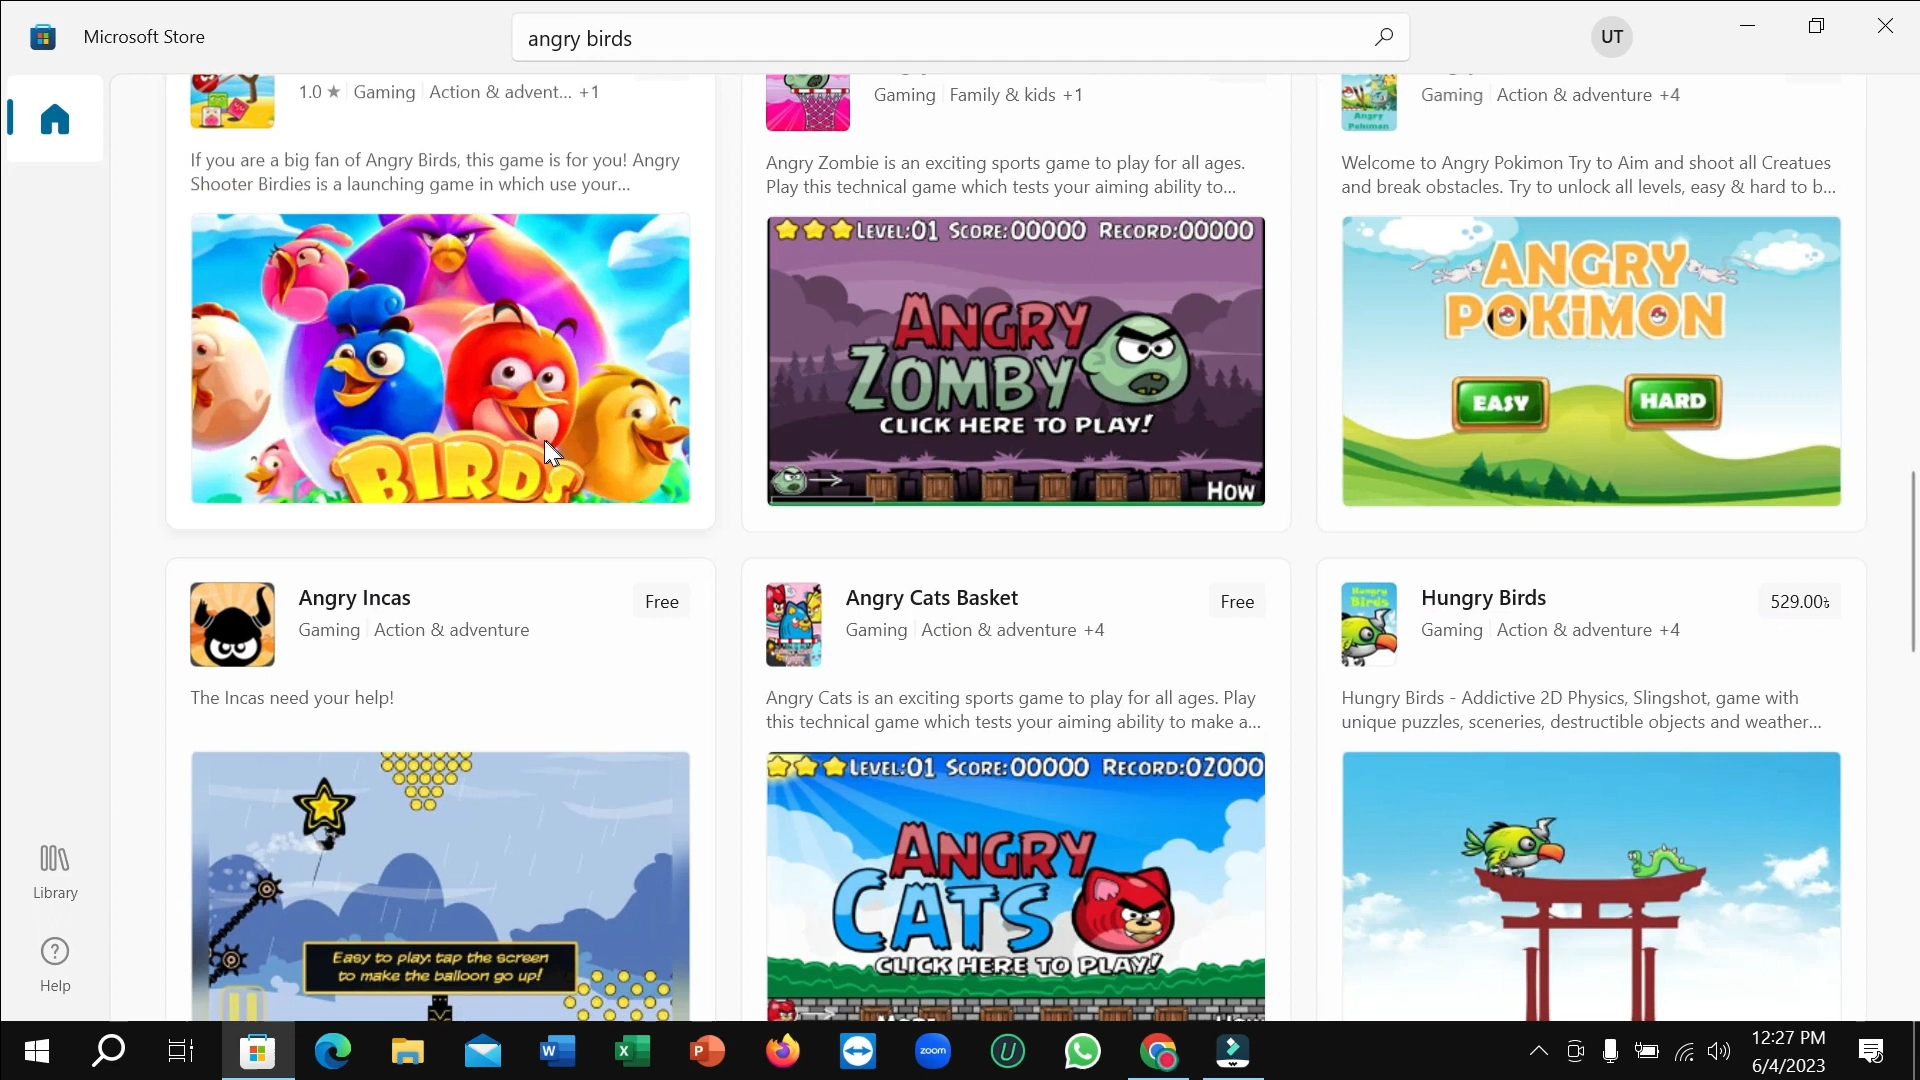 Microsoft Store
angry birds
UT
1.0 ★ Gaming Action & advent... +1
If you are a big fan of Angry Birds, this game is for you! Angry
Shooter Birdies is a launching game in which use your...
BIRDS
Gaming Family & kids +1
Angry Zombie is an exciting sports game to play for all ages.
Play this technical game which tests your aiming ability to...
LEVEL:01 SCORE:00000 RECORD:00000
ANGRY
ZOMBY
CLICK HERE TO PLAY!
How
Angry
Pokimon
Gaming Action & adventure +4
Welcome to Angry Pokimon Try to Aim and shoot all Creatues
and break obstacles. Try to unlock all levels, easy & hard to b...
ANGRY
POKiMON
EASY HARD
Angry Incas
Free
Gaming Action & adventure
The Incas need your help!
Easy to play: tap the screen
to make the balloon go up!
Angry Cats Basket
Free
Gaming Action & adventure +4
Angry Cats is an exciting sports game to play for all ages. Play
this technical game which tests your aiming ability to make a...
LEVEL:01 SCORE:00000 RECORD:02000
ANGRY
CATS
CLICK HERE TO PLAY!
Hungry
Birds
Hungry Birds
529.00৳
Gaming Action & adventure +4
Hungry Birds - Addictive 2D Physics, Slingshot, game with
unique puzzles, sceneries, destructible objects and weather...
Library
Help
zoom
12:27 PM
6/4/2023